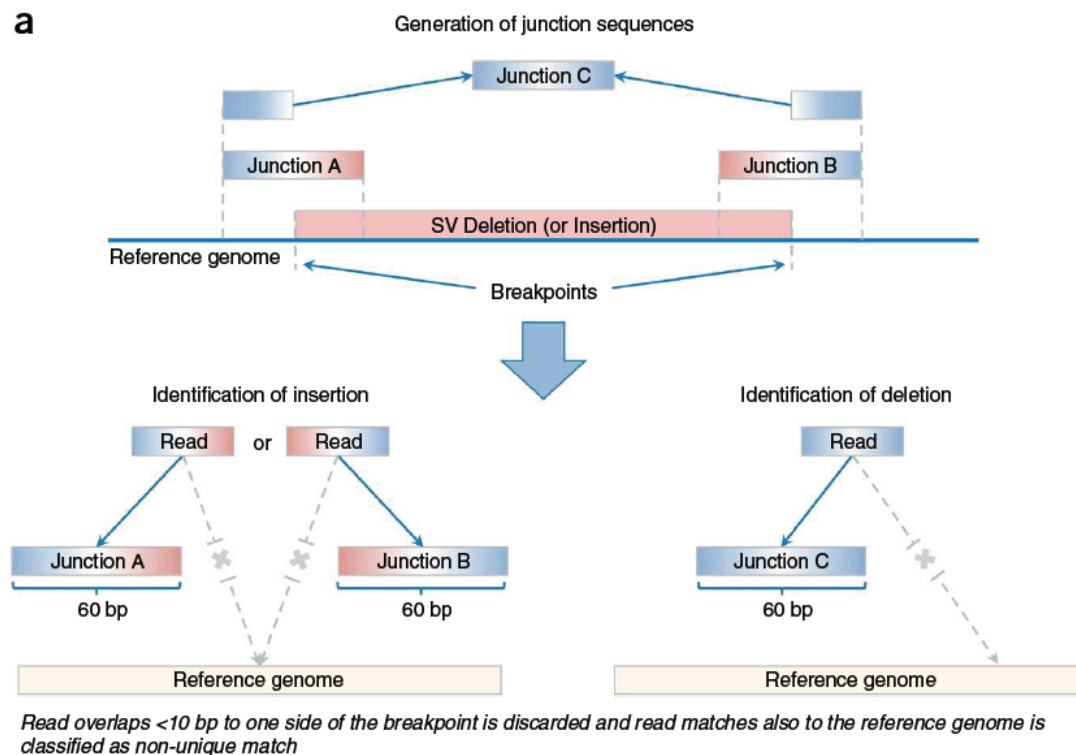 a
Generation of junction sequences
Junction C
Junction A
Junction B
SV Deletion (or Insertion)
Reference genome
Breakpoints
Identification of insertion
Identification of deletion
Read or Read
Read
Junction A
Junction B
Junction C
60 bp
60 bp
60 bp
Reference genome
Reference genome
Read overlaps <10 bp to one side of the breakpoint is discarded and read matches also to the reference genome is
classified as non-unique match